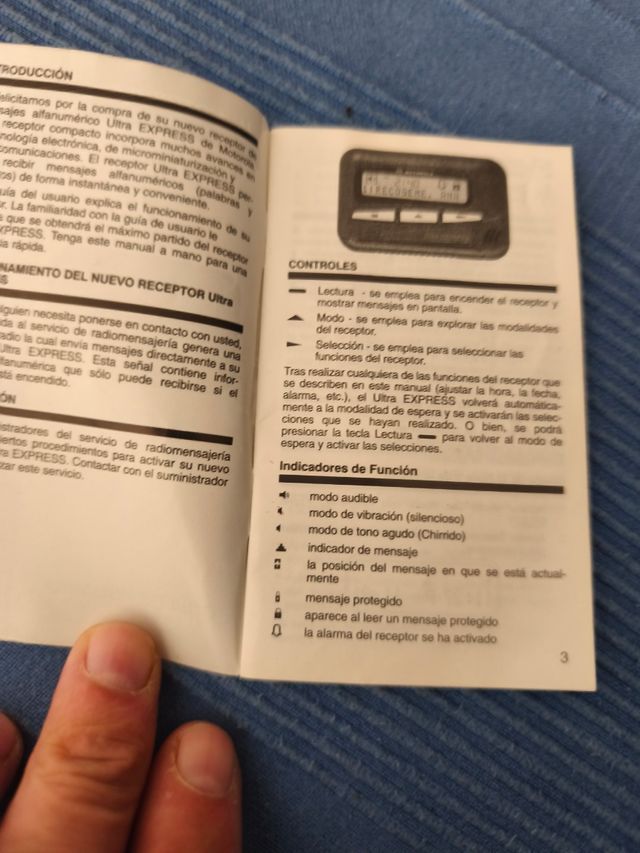 TRODUCCIÓN
elicitamos por la compra de su nuevo receptor de
sajes alfanumérico Ultra EXPRESS de Motorola.
receptor compacto incorpora muchos avances en
nología electrónica, de microminiaturización y
omunicaciones. El receptor Ultra EXPRESS per-
recibir mensajes alfanuméricos (palabras y
os) de forma instantánea y conveniente.
uía del usuario explica el funcionamiento de su
or. La familiaridad con la guía de usuario le
que se obtendrá el máximo partido del receptor
XPRESS. Tenga este manual a mano para una
ia rápida.
NAMIENTO DEL NUEVO RECEPTOR Ultra
SS
lguien necesita ponerse en contacto con usted,
da al servicio de radiomensajería genera una
adio la cual envía mensajes directamente a su
Ultra EXPRESS. Esta señal contiene infor-
fanumérica que sólo puede recibirse si el
stá encendido.
ÓN
istradores del servicio de radiomensajería
iertos procedimientos para activar su nuevo
ra EXPRESS. Contactar con el suministrador
zar este servicio.
CONTROLES
Lectura - se emplea para encender el receptor y
mostrar mensajes en pantalla.
Modo - se emplea para explorar las modalidades
del receptor.
Selección - se emplea para seleccionar las
funciones del receptor.
Tras realizar cualquiera de las funciones del receptor que
se describen en este manual (ajustar la hora, la fecha,
alarma, etc.), el Ultra EXPRESS volverá automática-
mente a la modalidad de espera y se activarán las selec-
ciones que se hayan realizado. O bien, se podrá
presionar la tecla Lectura para volver al modo de
espera y activar las selecciones.
Indicadores de Función
modo audible
modo de vibración (silencioso)
modo de tono agudo (Chirrido)
indicador de mensaje
la posición del mensaje en que se está actual-
mente
mensaje protegido
aparece al leer un mensaje protegido
la alarma del receptor se ha activado
3